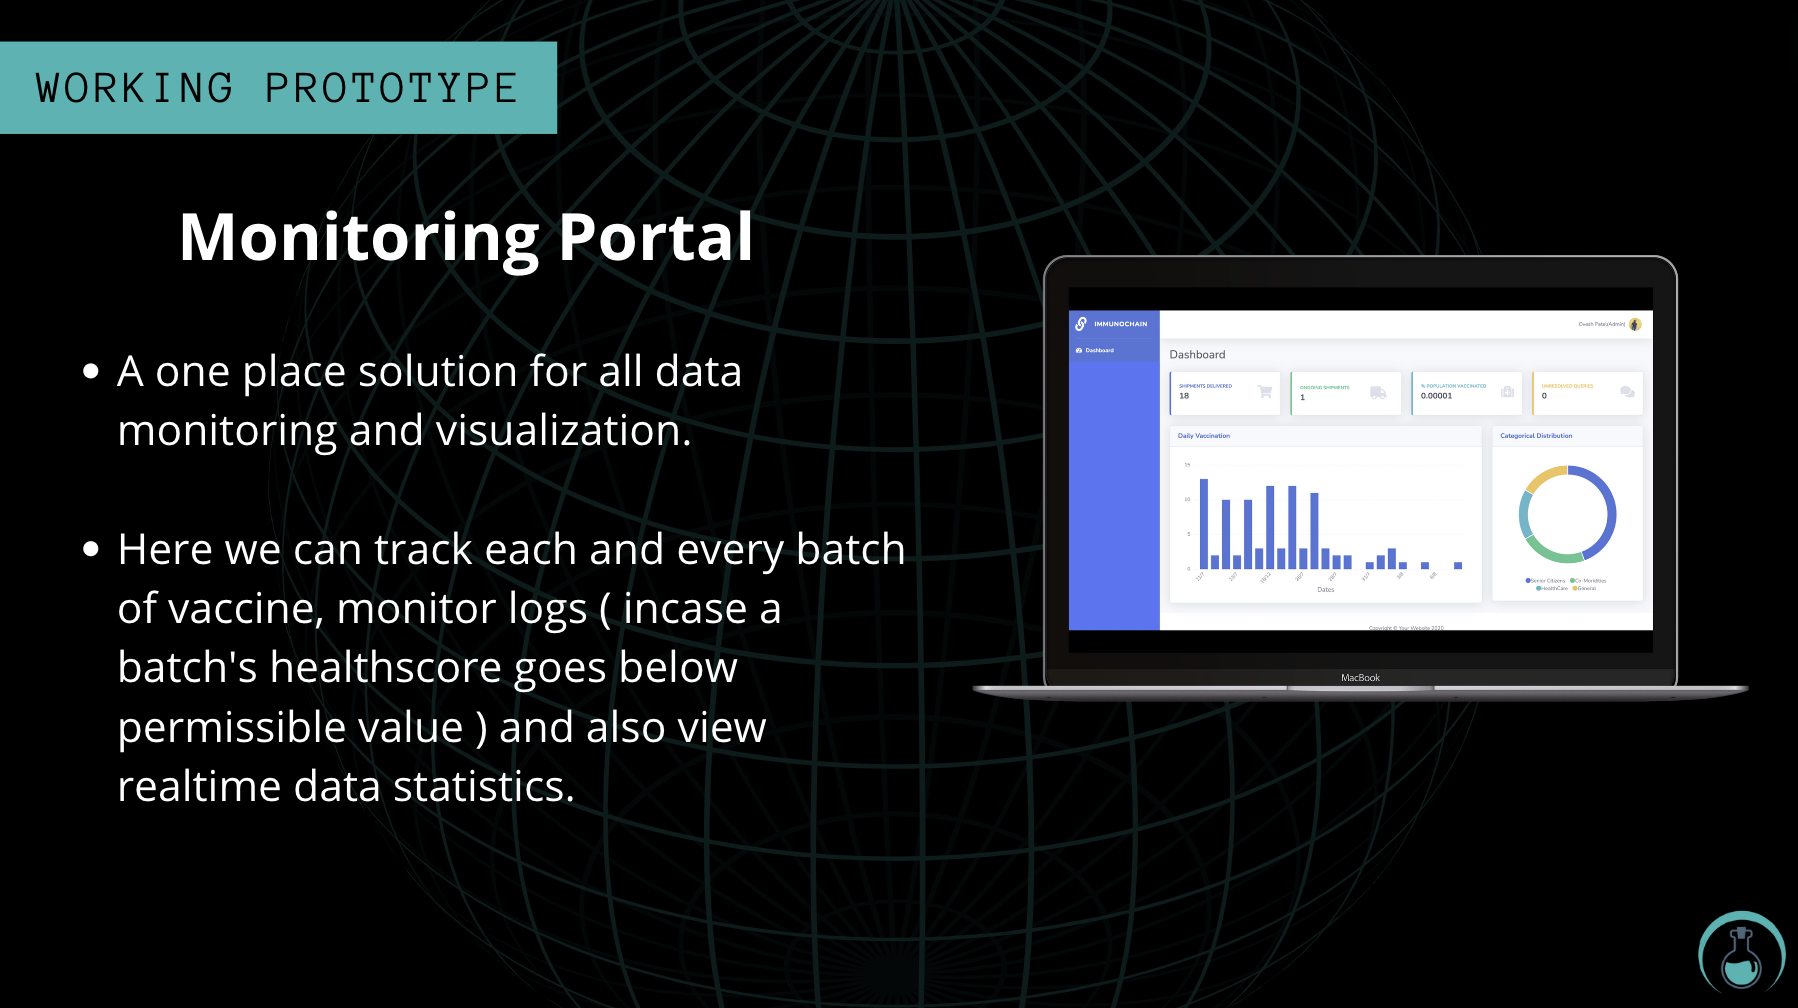 WORKING PROTOTYPE
Monitoring Portal
• A one place solution for all data
monitoring and visualization.
• Here we can track each and every batch
of vaccine, monitor logs ( incase a
batch's healthscore goes below
permissible value ) and also view
realtime data statistics.
IMMUNOCHAIN
Dashboard
Dashboard
SHIPMENTS DELIVERED
18
ONGOING SHIPMENTS
1
% POPULATION VACCINATED
0.00001
UNRESOLVED QUERIES
0
Daily Vaccination
15
10
5
0
Dates
Categorical Distribution
Senior Citizens Co-Morbidities
HealthCare General
Copyright © Your Website 2020
MacBook